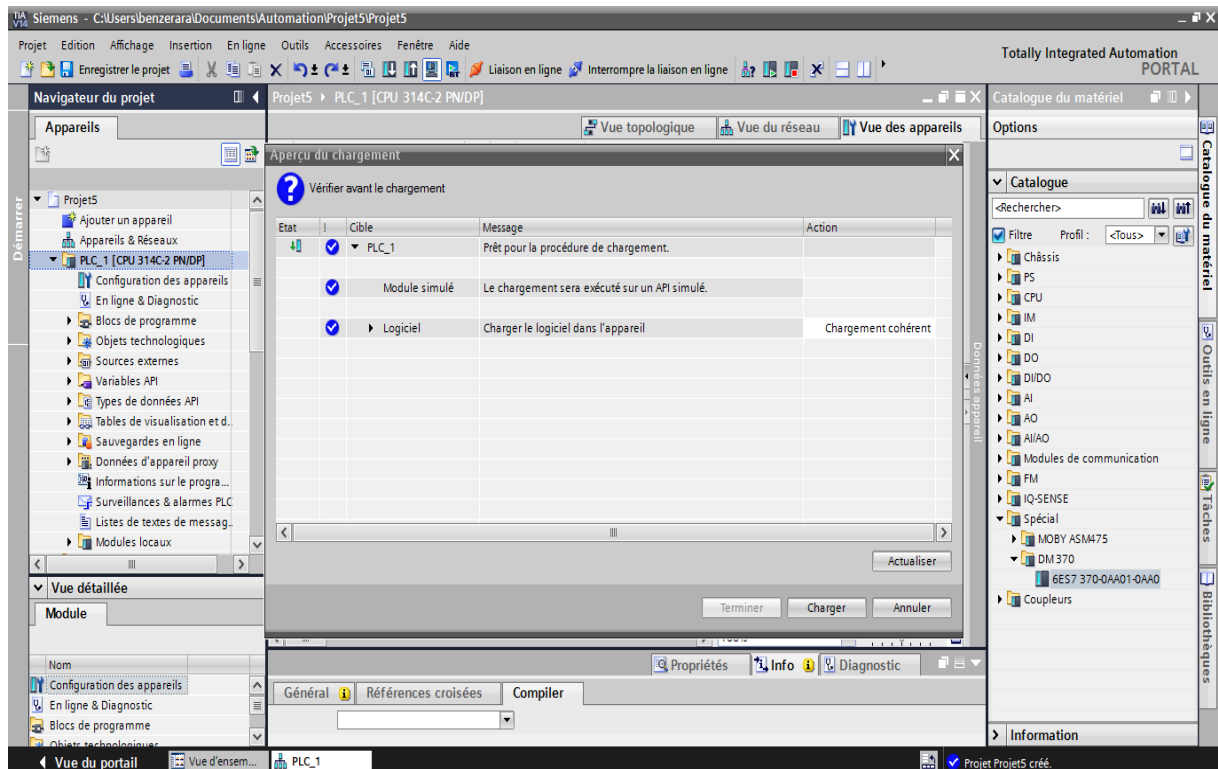 TIA V14 Siemens - C:\Users\benzerara\Documents\Automation\Projet5\Projet5
Projet Edition Affichage Insertion En ligne Outils Accessoires Fenêtre Aide
Totally Integrated Automation
PORTAL
Enregistrer le projet Liaison en ligne Interrompre la liaison en ligne
Navigateur du projet
Projet5 PLC_1 [CPU 314C-2 PN/DP]
Catalogue du matériel
Appareils
Vue topologique Vue du réseau Vue des appareils
Options
Démarrer
Projet5
Ajouter un appareil
Appareils & Réseaux
PLC_1 [CPU 314C-2 PN/DP]
Configuration des appareils
En ligne & Diagnostic
Blocs de programme
Objets technologiques
Sources externes
Variables API
Types de données API
Tables de visualisation et d..
Sauvegardes en ligne
Données d'appareil proxy
Informations sur le progra...
Surveillances & alarmes PLC
Listes de textes de messag..
Modules locaux
Vue détaillée
Module
Nom
Configuration des appareils
En ligne & Diagnostic
Blocs de programme
Objets technologiques
Aperçu du chargement
Vérifier avant le chargement
Etat ! Cible Message Action
PLC_1 Prêt pour la procédure de chargement.
Module simulé Le chargement sera exécuté sur un API simulé.
Logiciel Charger le logiciel dans l'appareil Chargement cohérent
Actualiser
Terminer Charger Annuler
Données appareil
100%
Propriétés Info Diagnostic
Général Références croisées Compiler
Catalogue
<Rechercher>
Filtre Profil : <Tous>
Châssis
PS
CPU
IM
DI
DO
DI/DO
AI
AO
AI/AO
Modules de communication
FM
IQ-SENSE
Spécial
MOBY ASM475
DM 370
6ES7 370-0AA01-0AA0
Coupleurs
Information
Catalogue du matériel
Outils en ligne
Tâches
Bibliothèques
Vue du portail Vue d'ensem... PLC_1 Projet Projet5 créé.